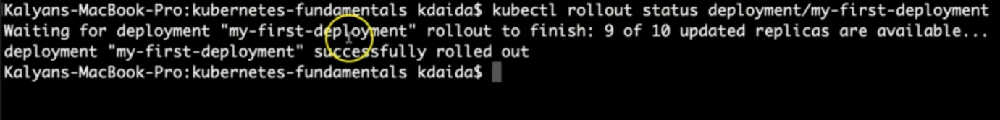 Kalyans-MacBook-Pro:kubernetes-fundamentals kdaida$ kubectl rollout status deployment/my-first-deployment
Waiting for deployment "my-first-deployment" rollout to finish: 9 of 10 updated replicas are available...
deployment "my-first-deployment" successfully rolled out
Kalyans-MacBook-Pro:kubernetes-fundamentals kdaida$